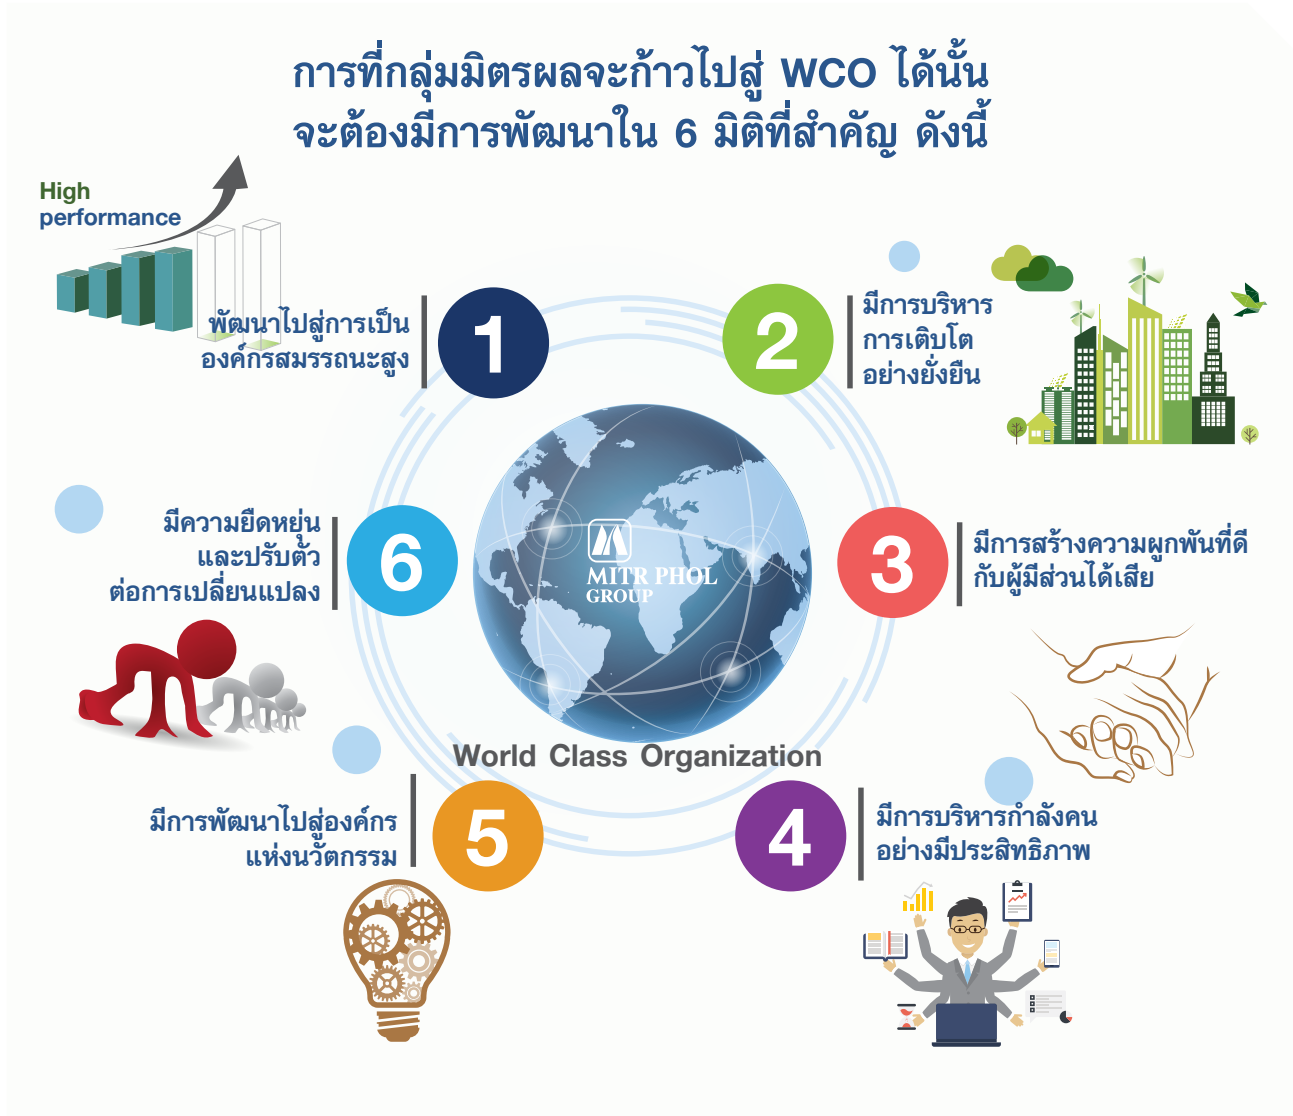 การที่กลุ่มมิตรผลจะก้าวไปสู่ WCO ได้นั้น
จะต้องมีการพัฒนาใน 6 มิติที่สำคัญ ดังนี้
High
performance
พัฒนาไปสู่การเป็น
องค์กรสมรรถนะสูง
1
2
มีการบริหาร
การเติบโต
อย่างยั่งยืน
3
มีการสร้างความผูกพันที่ดี
กับผู้มีส่วนได้เสีย
มีความยืดหยุ่น
และปรับตัว
ต่อการเปลี่ยนแปลง
6
MITR PHOL
GROUP
World Class Organization
มีการพัฒนาไปสู่องค์กร
แห่งนวัตกรรม
5
4
มีการบริหารกำลังคน
อย่างมีประสิทธิภาพ